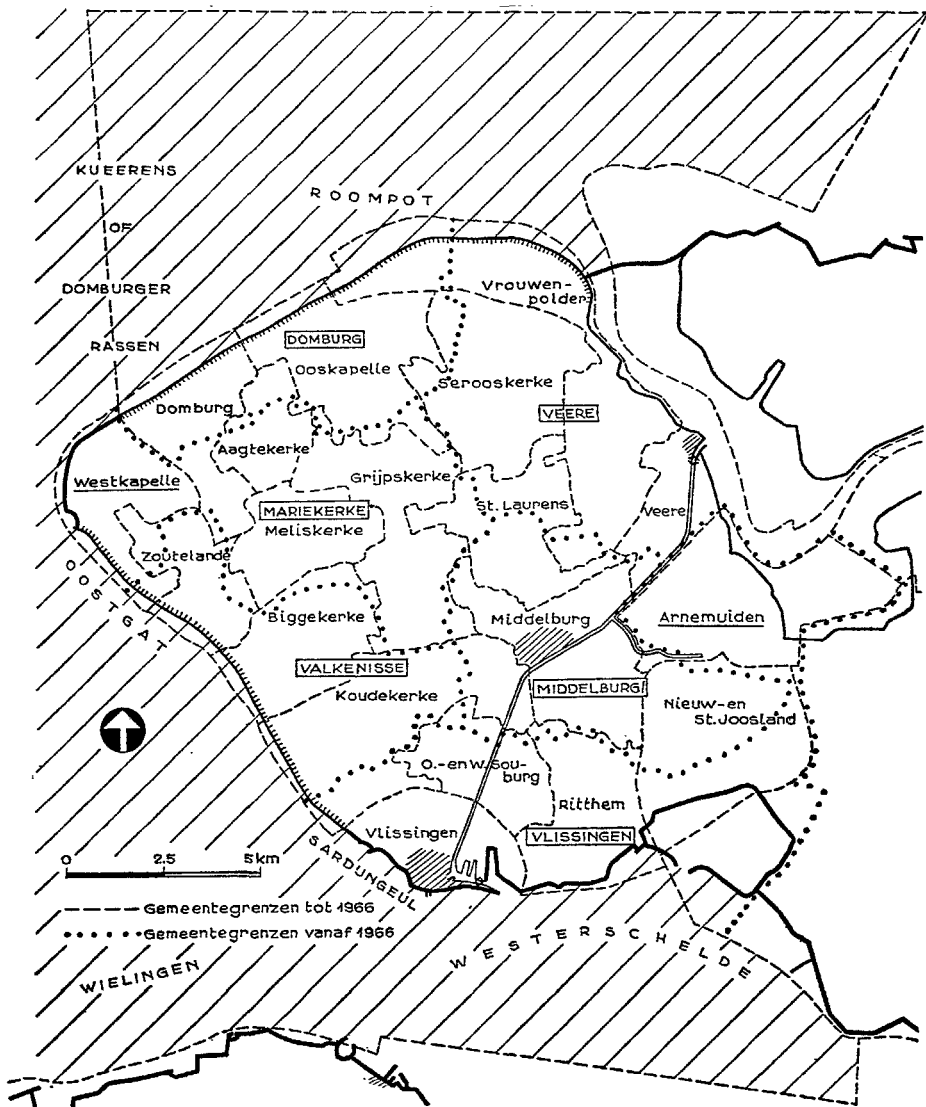 KUEERENS
OF
DOMBURGER
RASSEN
ROOMPOT
Vrouwen-
polder
DOMBURG
Ooskapelle
Serooskerke
Domburg
VEERE
Aagtekerke
Westkapelle
Grijpskerke
MARIEKERKE
Meliskerke
St. Laurens
Veere
Zoutelande
OOSTGAT
Biggekerke
Middelburg
Arnemuiden
VALKENISSE
Koudekerke
MIDDELBURG
Nieuw-en
St. Joosland
O.-en W. Sou-
burg
Ritthem
Vlissingen
VLISSINGEN
SARDUNGEUL
0 2.5 5km
Gemeentegrenzen tot 1966
Gemeentegrenzen vanaf 1966
WESTERSCHELDE
WIELINGEN